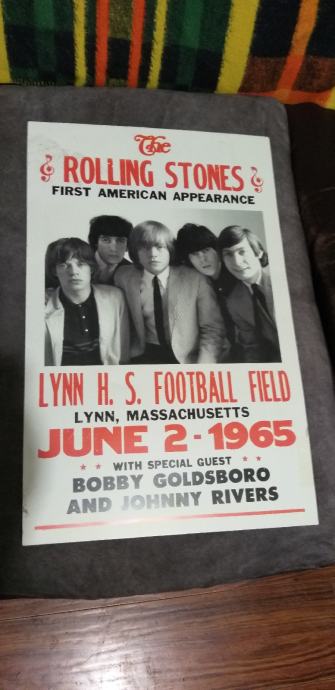 The
ROLLING STONES
FIRST AMERICAN APPEARANCE
LYNN H. S. FOOTBALL FIELD
LYNN, MASSACHUSETTS
JUNE 2 - 1965
WITH SPECIAL GUEST
BOBBY GOLDSBORO
AND JOHNNY RIVERS